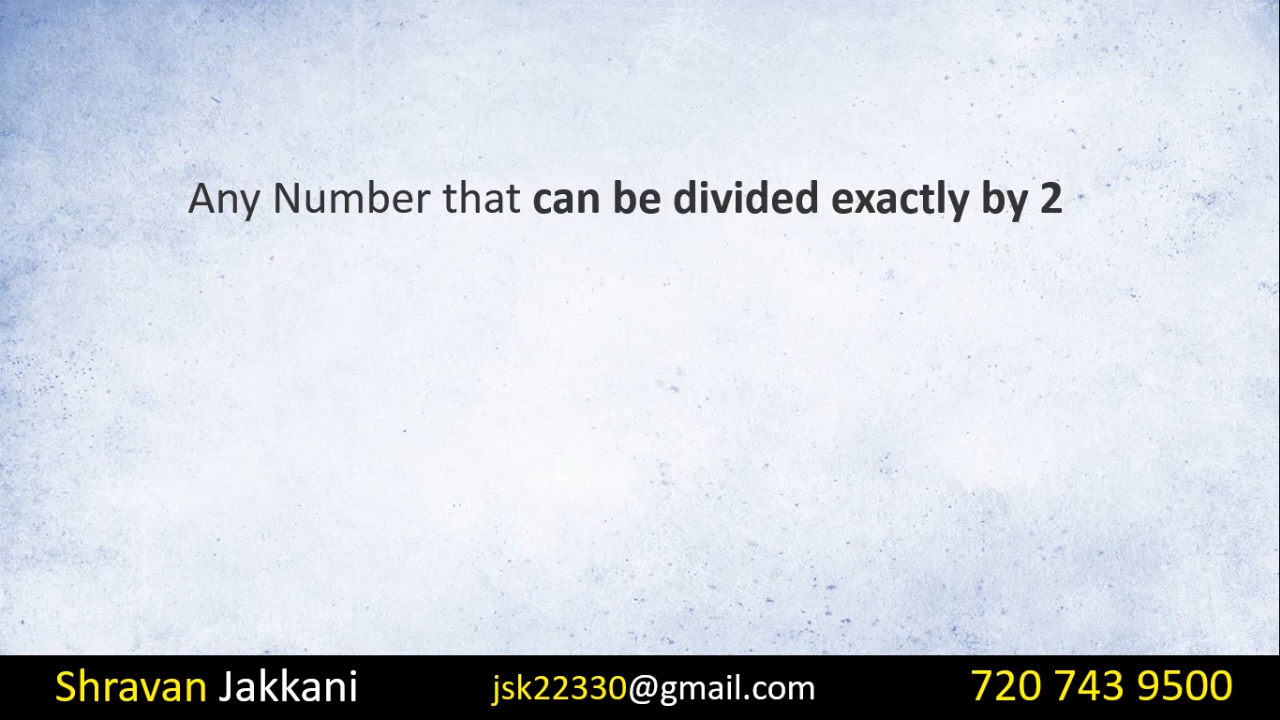 Any Number that can be divided exactly by 2
Shravan Jakkani jsk22330@gmail.com 720 743 9500